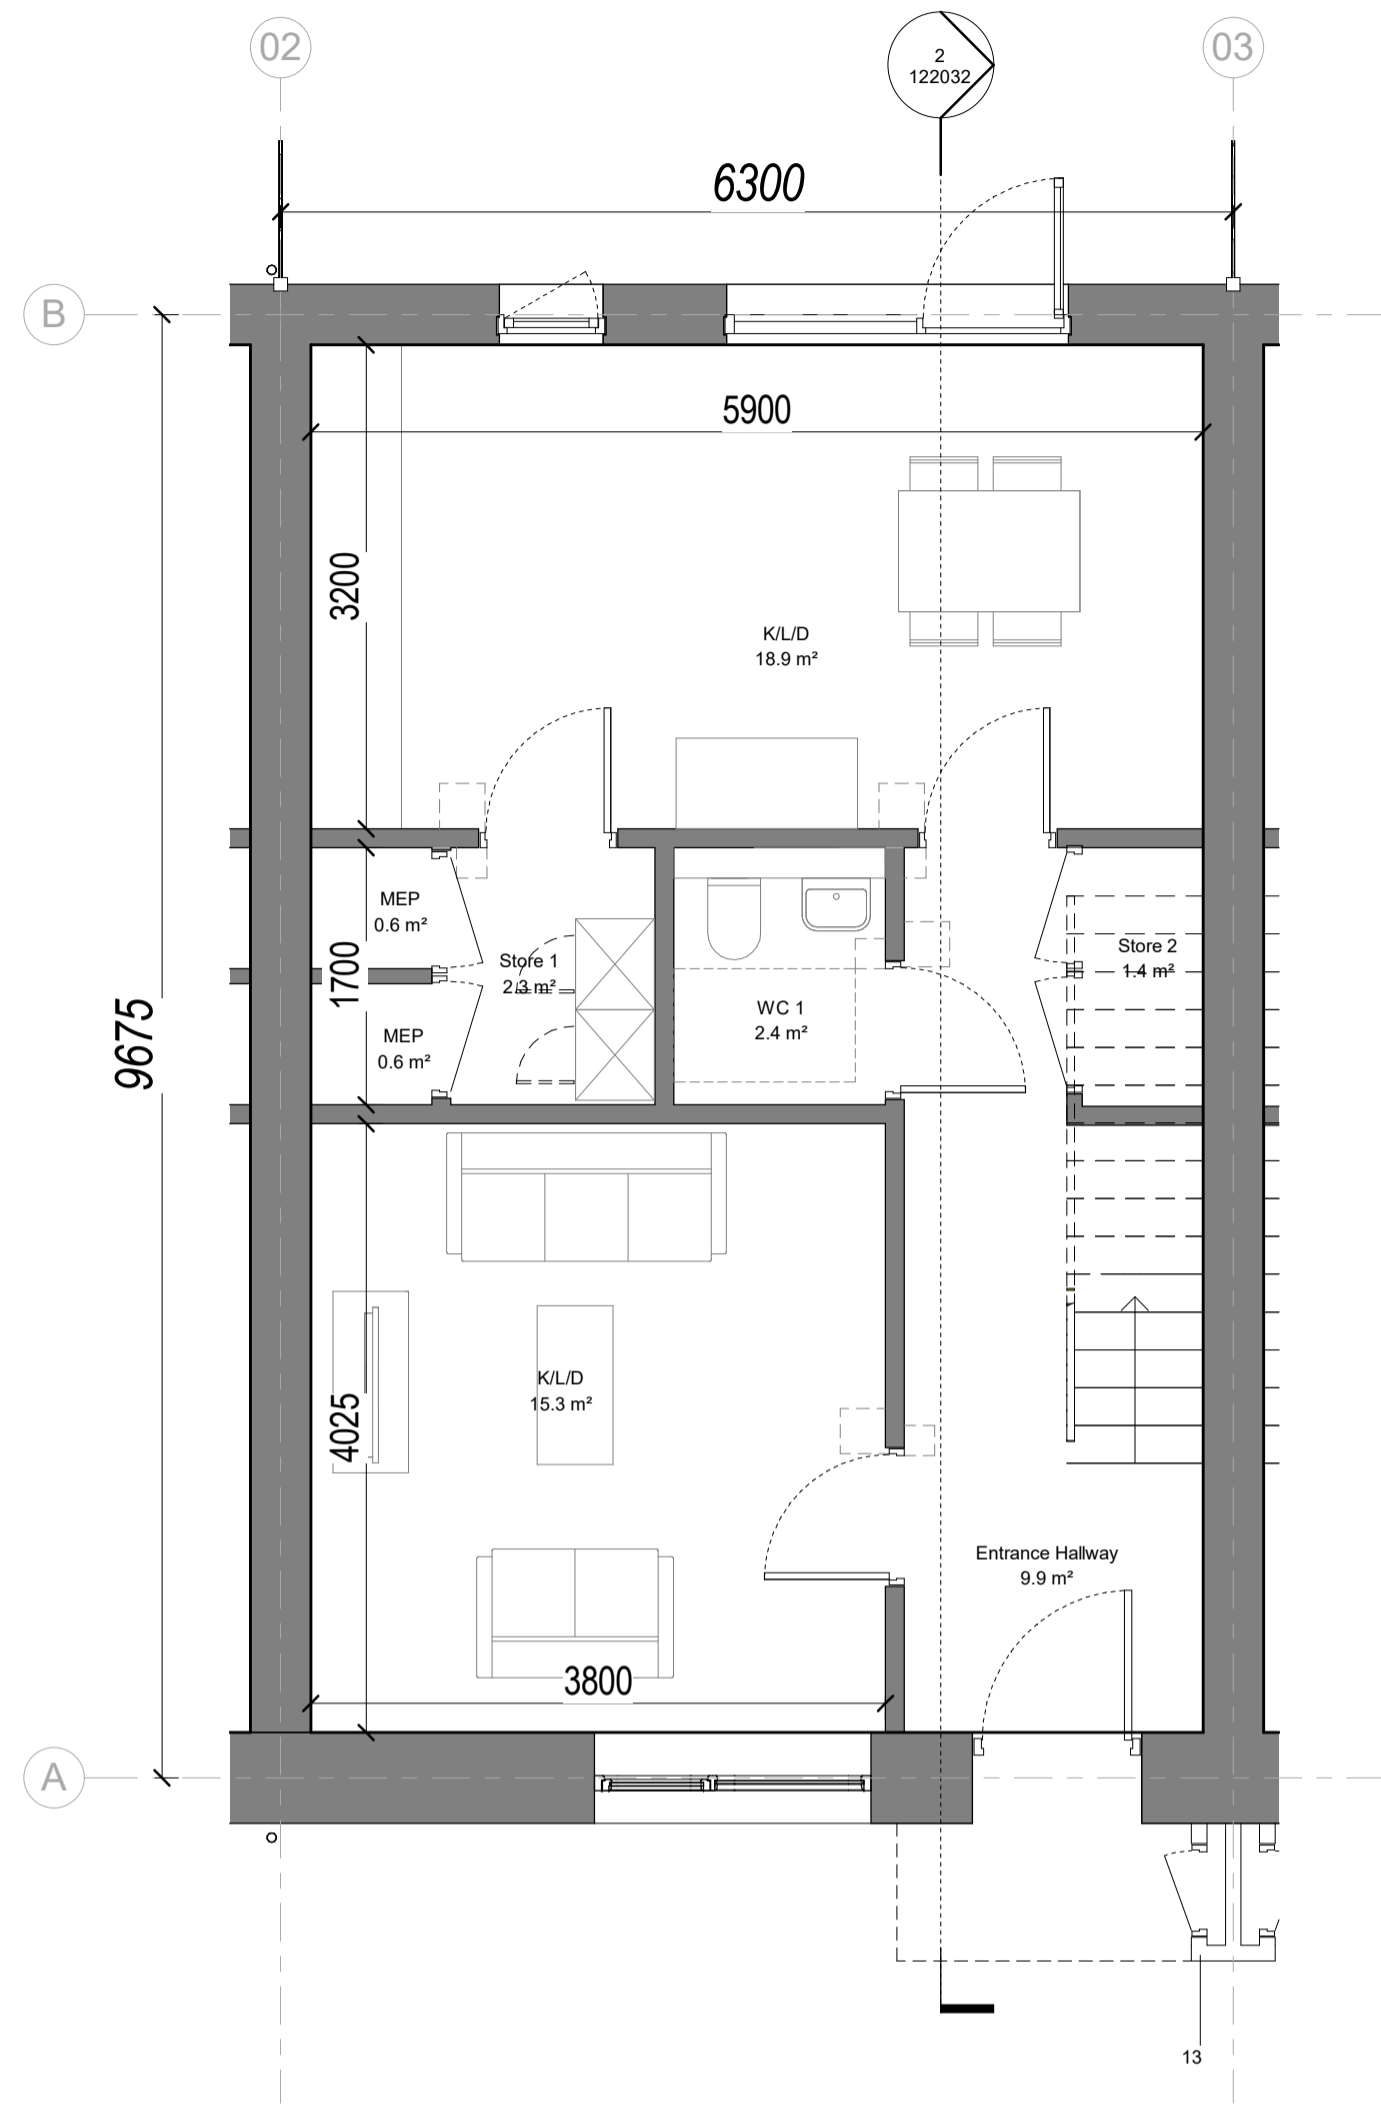 02
2
122032
03
6300
B
5900
3200
K/L/D
18.9 m²
MEP
0.6 m²
Store 1
2.3 m²
Store 2
1.4 m²
1700
WC 1
2.4 m²
MEP
0.6 m²
9675
K/L/D
15.3 m²
4025
Entrance Hallway
9.9 m²
3800
A
13